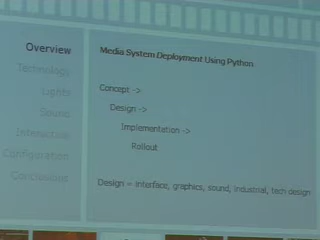 Overview
Technology
Lights
Sound
Interaction
Configuration
Conclusions
Media System Deployment Using Python
Concept ->
Design ->
Implementation ->
Rollout
Design = interface, graphics, sound, industrial, tech design